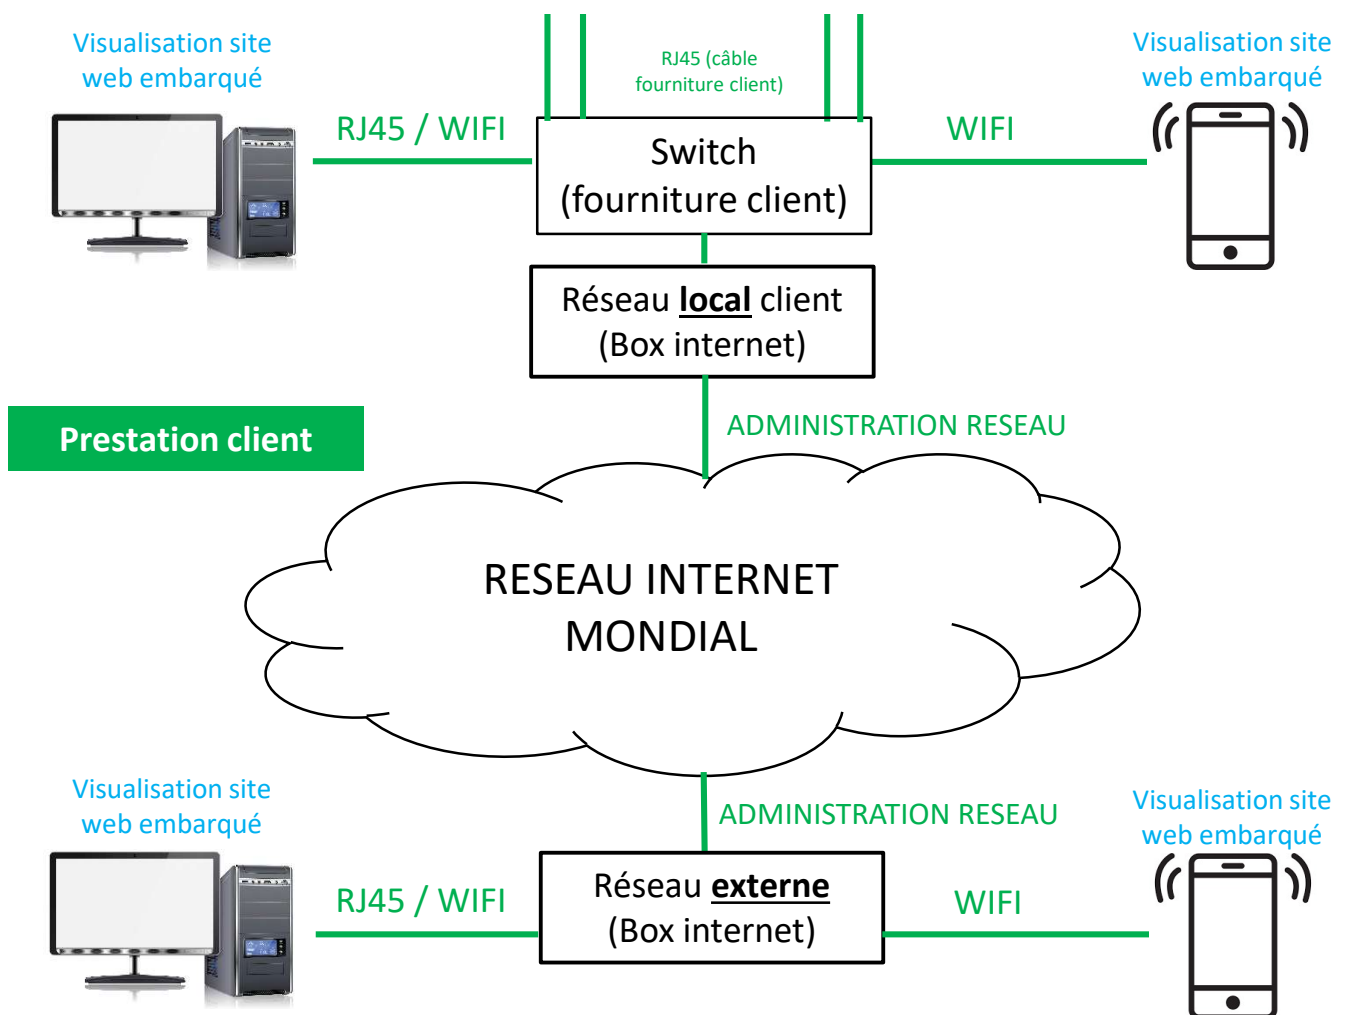 Visualisation site
web embarqué
RJ45 (câble
fourniture client)
Visualisation site
web embarqué
RJ45 / WIFI
Switch
(fourniture client)
WIFI
Réseau local client
(Box internet)
Prestation client
ADMINISTRATION RESEAU
RESEAU INTERNET
MONDIAL
Visualisation site
web embarqué
ADMINISTRATION RESEAU
Visualisation site
web embarqué
RJ45 / WIFI
Réseau externe
(Box internet)
WIFI